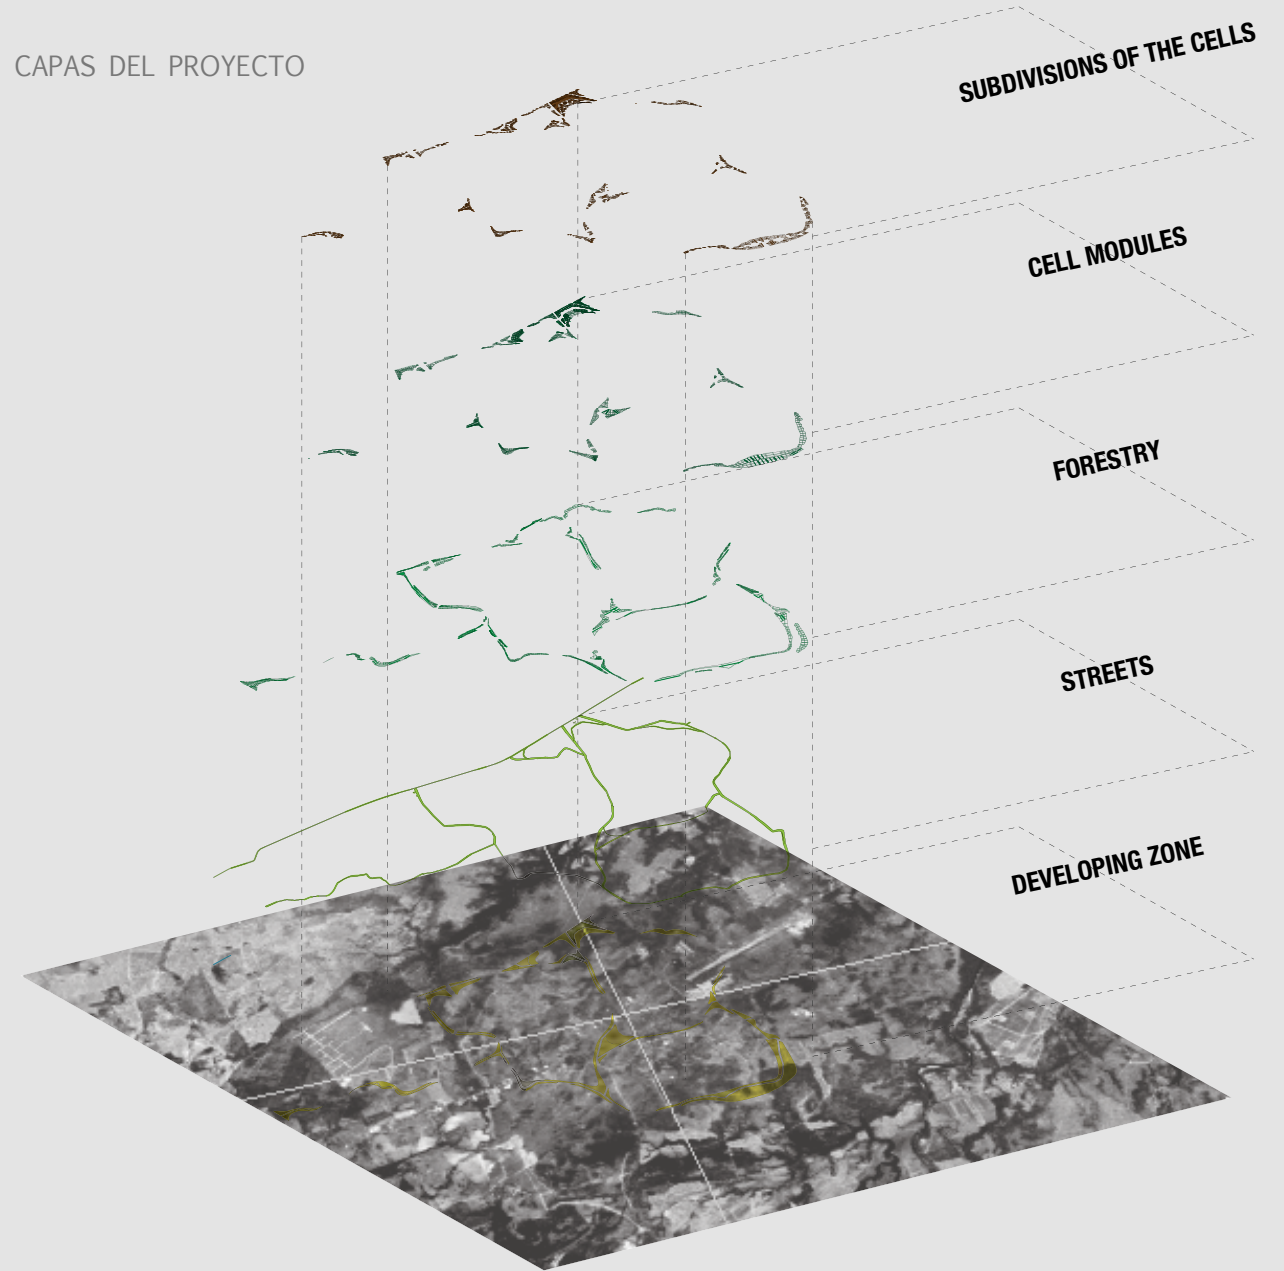 CAPAS DEL PROYECTO
SUBDIVISIONS OF THE CELLS
CELL MODULES
FORESTRY
STREETS
DEVELOPING ZONE